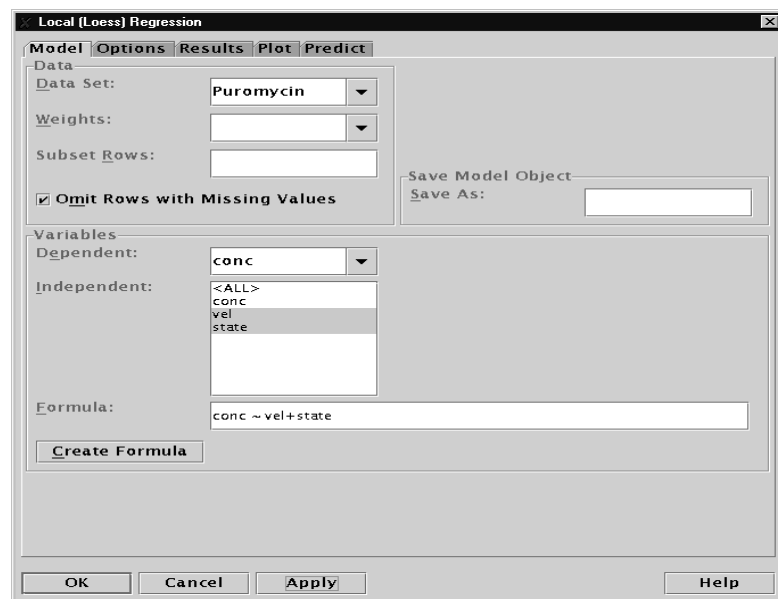 Local (Loess) Regression
Model Options Results Plot Predict
Data
Data Set: Puromycin
Weights:
Subset Rows:
Omit Rows with Missing Values
Save Model Object
Save As:
Variables
Dependent: conc
Independent: <ALL>
conc
vel
state
Formula: conc ~ vel+state
Create Formula
OK Cancel Apply Help